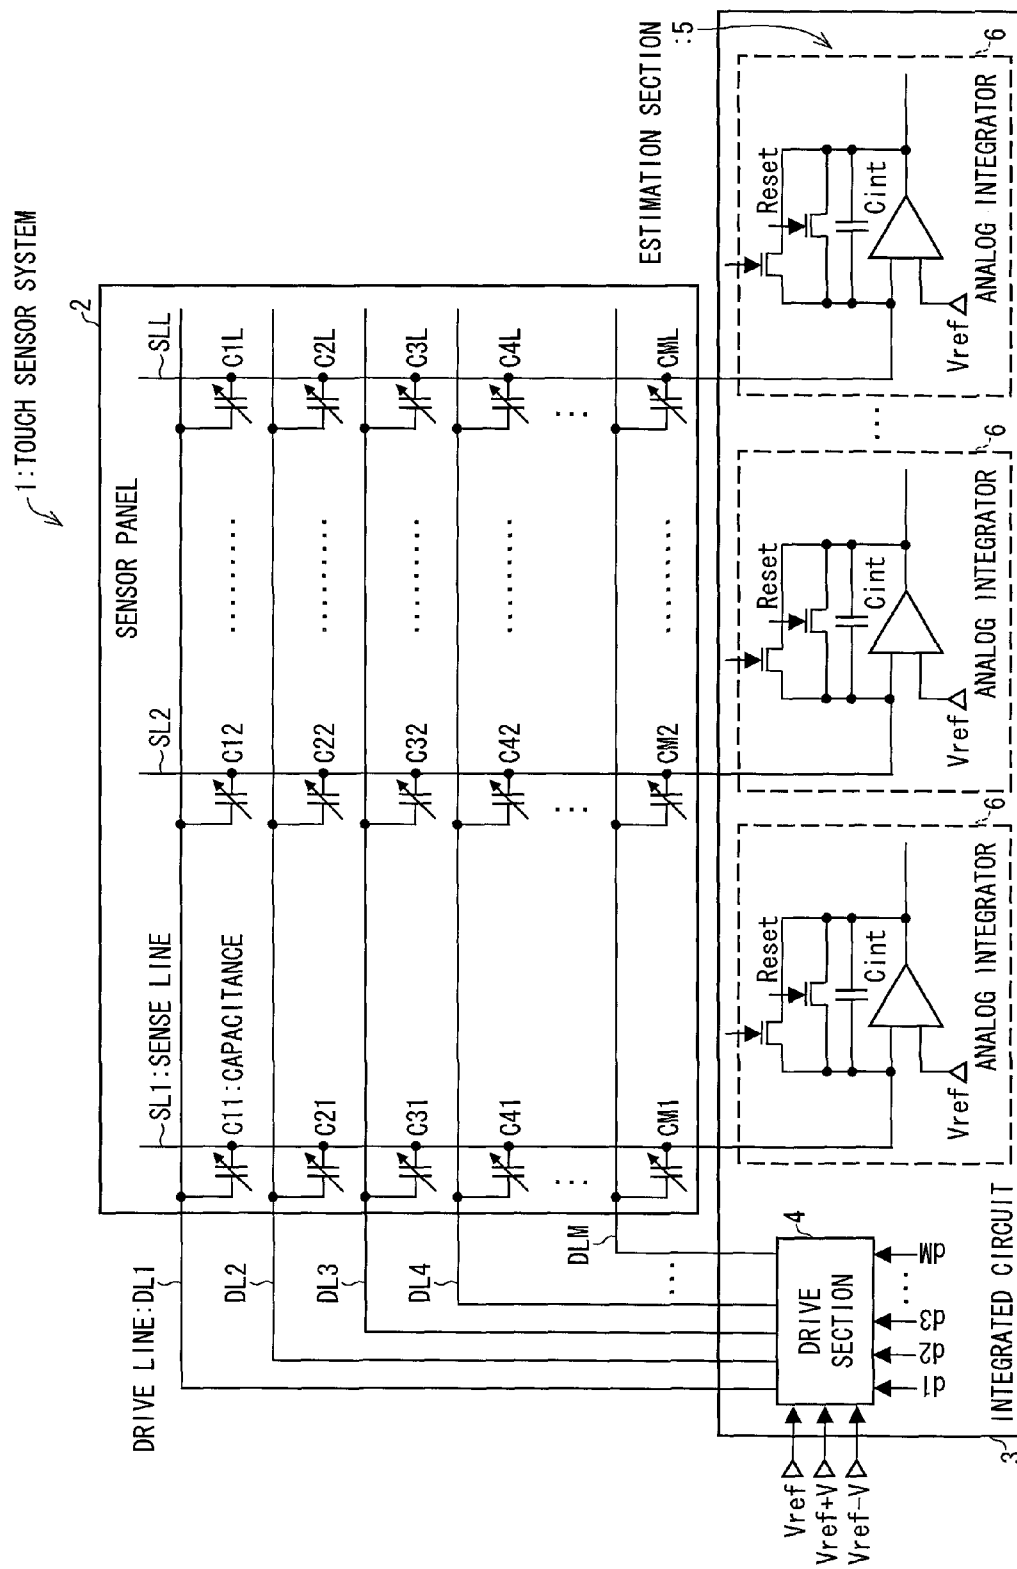 1:TOUCH SENSOR SYSTEM
2
SENSOR PANEL
DRIVE LINE:DL1
SL1:SENSE LINE
SL2
SLL
C11:CAPACITANCE
C12
C1L
DL2
C21
C22
C2L
DL3
C31
C32
C3L
DL4
C41
C42
C4L
DLM
CM1
CM2
CML
ESTIMATION SECTION
:5
Vref
Vref+V
Vref-V
4
DRIVE
SECTION
d1
d2
d3
dM
3
INTEGRATED CIRCUIT
Reset
Cint
Vref
ANALOG INTEGRATOR
6
Reset
Cint
Vref
ANALOG INTEGRATOR
6
Reset
Cint
Vref
ANALOG INTEGRATOR
6